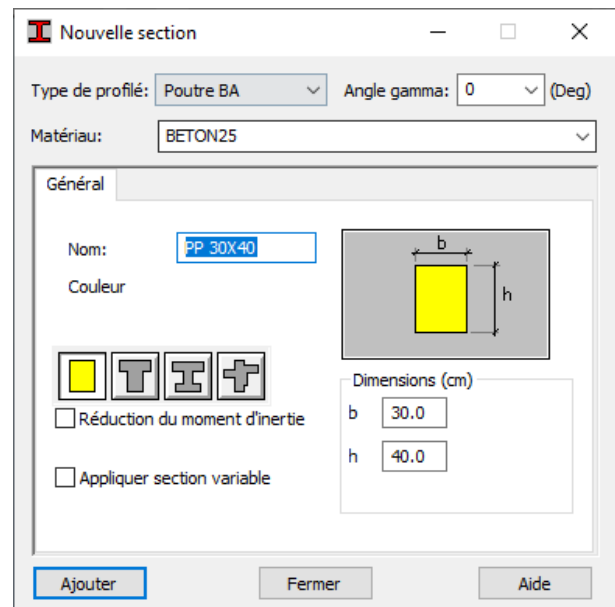 Nouvelle section
Type de profilé: Poutre BA Angle gamma: 0 (Deg)
Matériau: BETON25
Général
Nom: PP 30X40
b
Couleur
h
Dimensions (cm)
Réduction du moment d'inertie
b 30.0
h 40.0
Appliquer section variable
Ajouter Fermer Aide